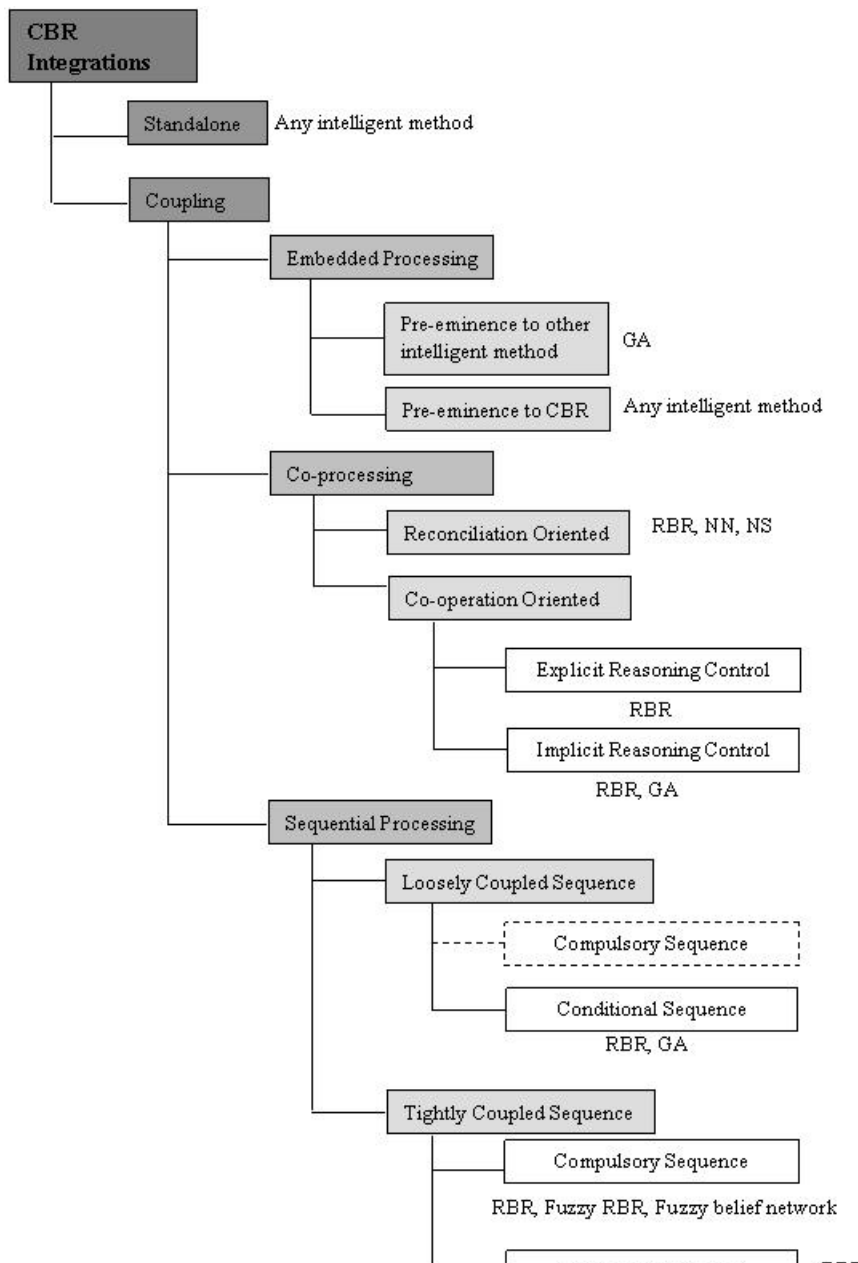 CBR
Integrations
Standalone
Any intelligent method
Coupling
Embedded Processing
Pre-eminence to other
intelligent method
GA
Pre-eminence to CBR
Any intelligent method
Co-processing
Reconciliation Oriented
RBR, NN, NS
Co-operation Oriented
Explicit Reasoning Control
RBR
Implicit Reasoning Control
RBR, GA
Sequential Processing
Loosely Coupled Sequence
Compulsory Sequence
Conditional Sequence
RBR, GA
Tightly Coupled Sequence
Compulsory Sequence
RBR, Fuzzy RBR, Fuzzy belief network